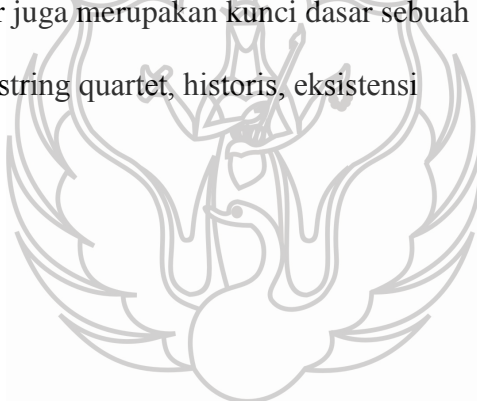 juga merupakan kunci dasar sebuah
string quartet, historis, eksistensi